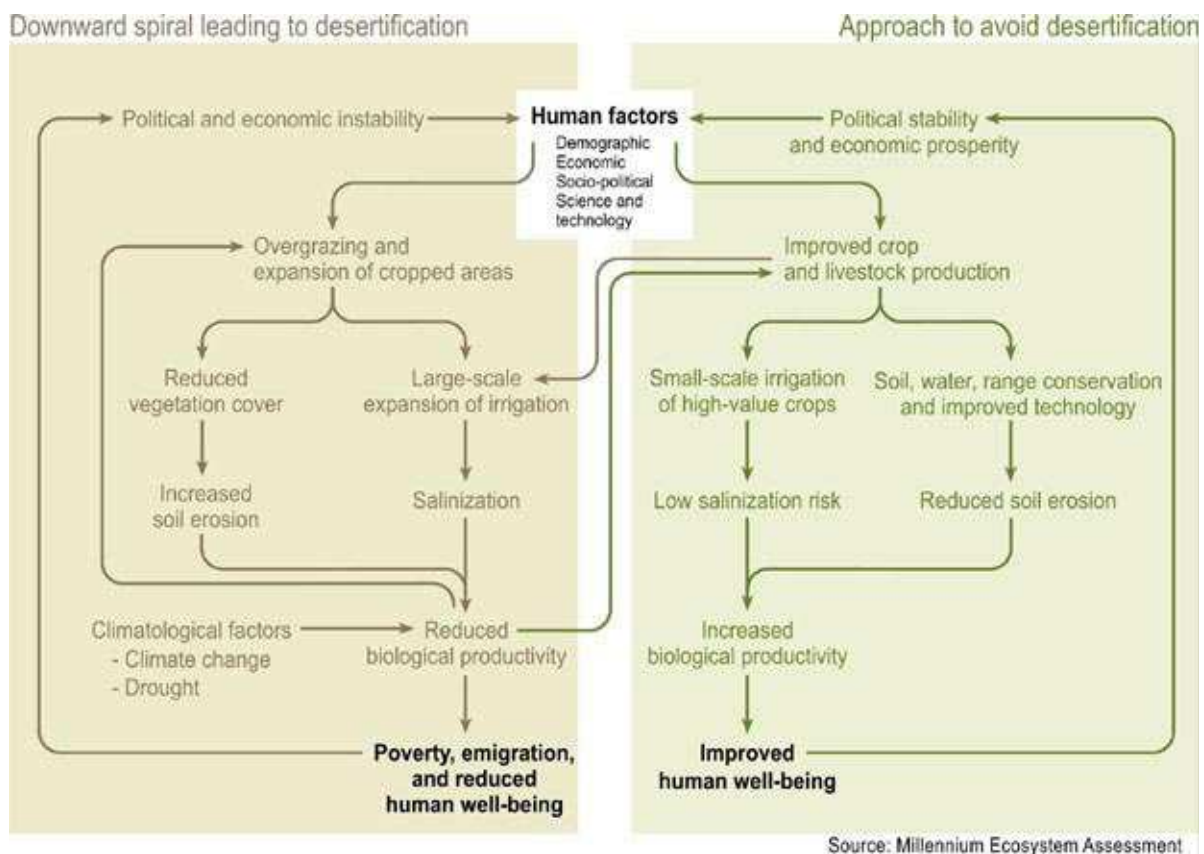 Downward spiral leading to desertification
Approach to avoid desertification
Political and economic instability
Human factors
Demographic
Economic
Socio-political
Science and
technology
Political stability
and economic prosperity
Overgrazing and
expansion of cropped areas
Improved crop
and livestock production
Reduced
vegetation cover
Large-scale
expansion of irrigation
Small-scale irrigation
of high-value crops
Soil, water, range conservation
and improved technology
Increased
soil erosion
Salinization
Low salinization risk
Reduced soil erosion
Climatological factors
- Climate change
- Drought
Reduced
biological productivity
Increased
biological productivity
Poverty, emigration,
and reduced
human well-being
Improved
human well-being
Source: Millennium Ecosystem Assessment